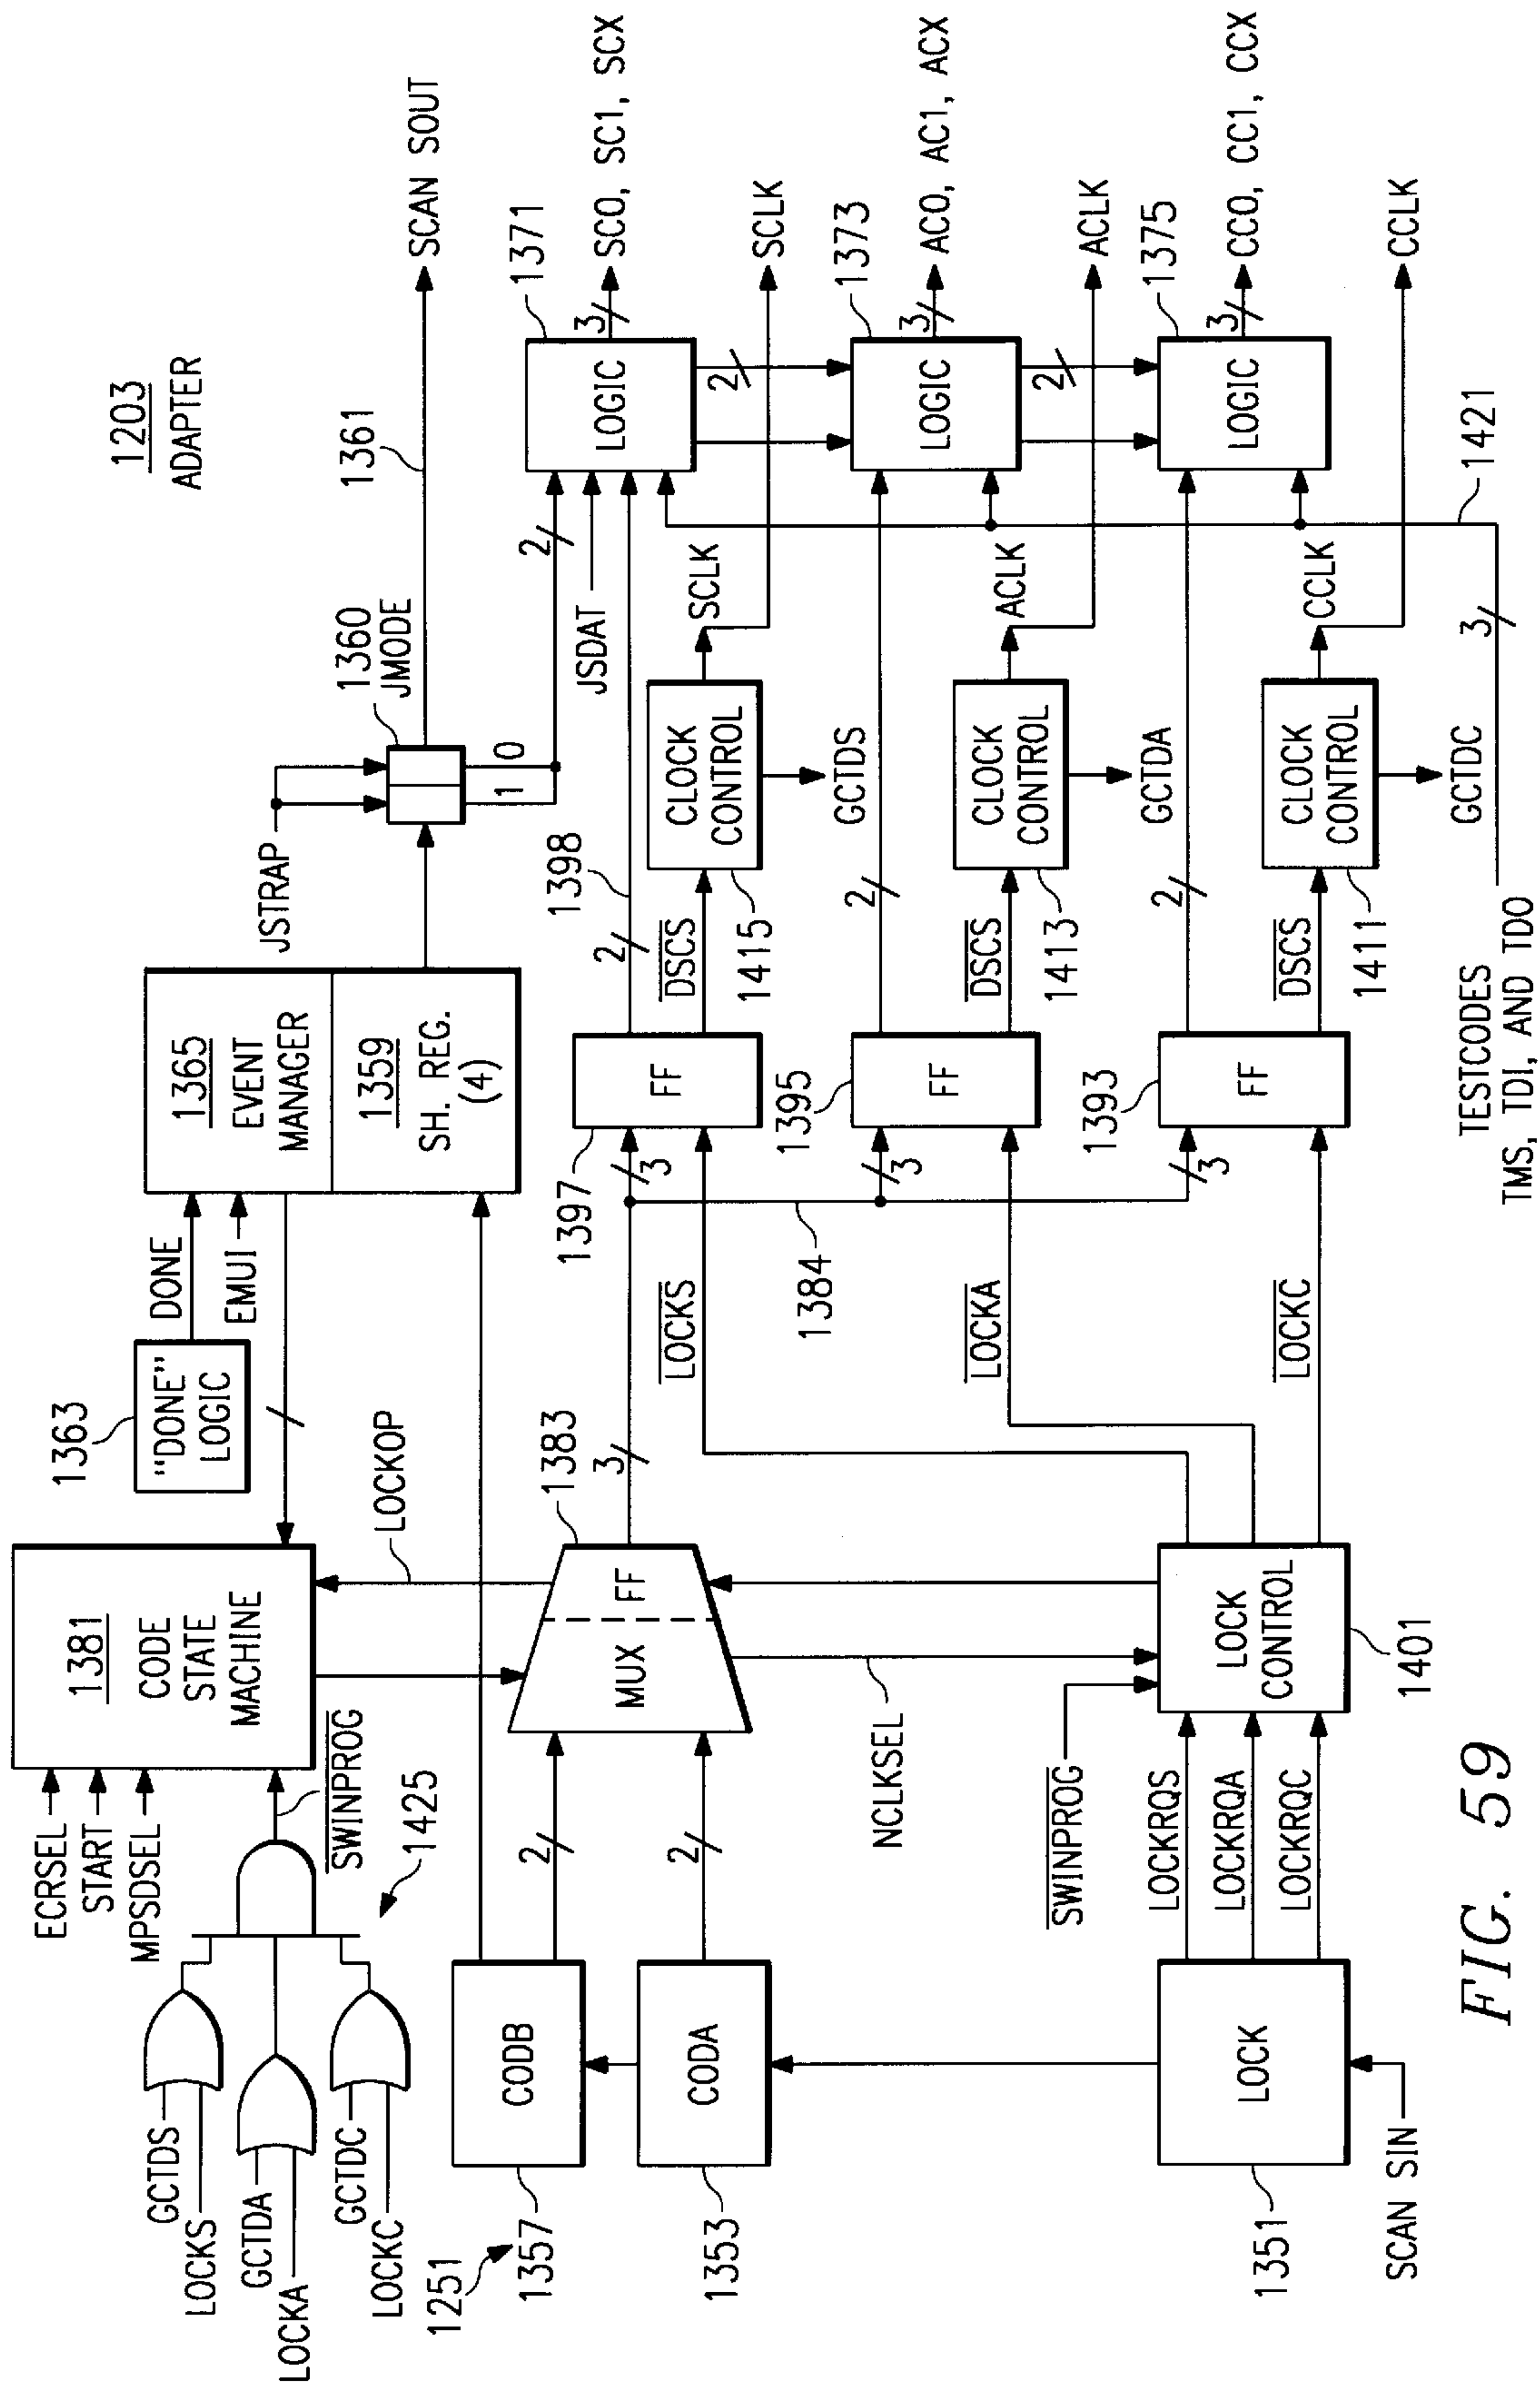 1203
ADAPTER
ECRSEL
START
MPSDSEL
SWINPROG
1425
GCTDS
LOCKS
GCTDA
LOCKA
GCTDC
LOCKC
1381
CODE
STATE
MACHINE
1363
"DONE"
LOGIC
DONE
EMUI
1365
EVENT
MANAGER
1359
SH. REG.
(4)
JSTRAP
1360
JMODE
1 0
1361
SCAN SOUT
LOCKOP
1251
1357
CODB
2
1353
CODA
2
MUX
FF
1383
3
NCLKSEL
SWINPROG
1351
LOCK
SCAN SIN
LOCKRQS
LOCKRQA
LOCKRQC
LOCK
CONTROL
1401
LOCKS
LOCKA
LOCKC
1384
1397
3
FF
1395
3
FF
1393
3
FF
2
1398
DSCS
1415
CLOCK
CONTROL
SCLK
GCTDS
2
DSCS
1413
CLOCK
CONTROL
ACLK
GCTDA
2
DSCS
1411
CLOCK
CONTROL
CCLK
GCTDC
2
JSDAT
1371
LOGIC
3
SC0, SC1, SCX
SCLK
2
1373
LOGIC
3
AC0, AC1, ACX
ACLK
2
1375
LOGIC
3
CC0, CC1, CCX
CCLK
1421
3
TESTCODES
TMS, TDI, AND TDO
FIG. 59